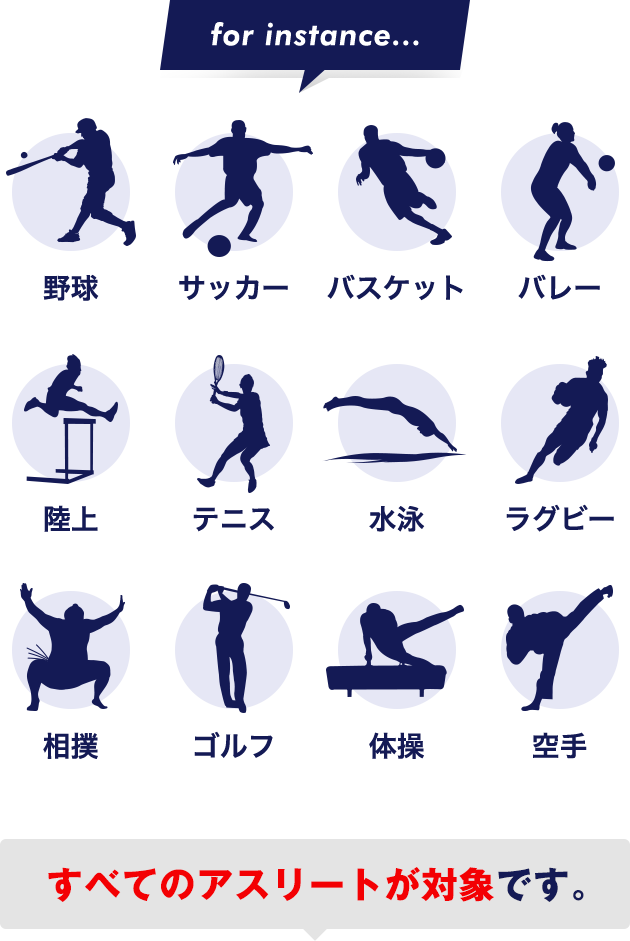 for instance...
野球 サッカー バスケット バレー
陸上 テニス 水泳 ラグビー
相撲 ゴルフ 体操 空手
すべてのアスリートが対象です。